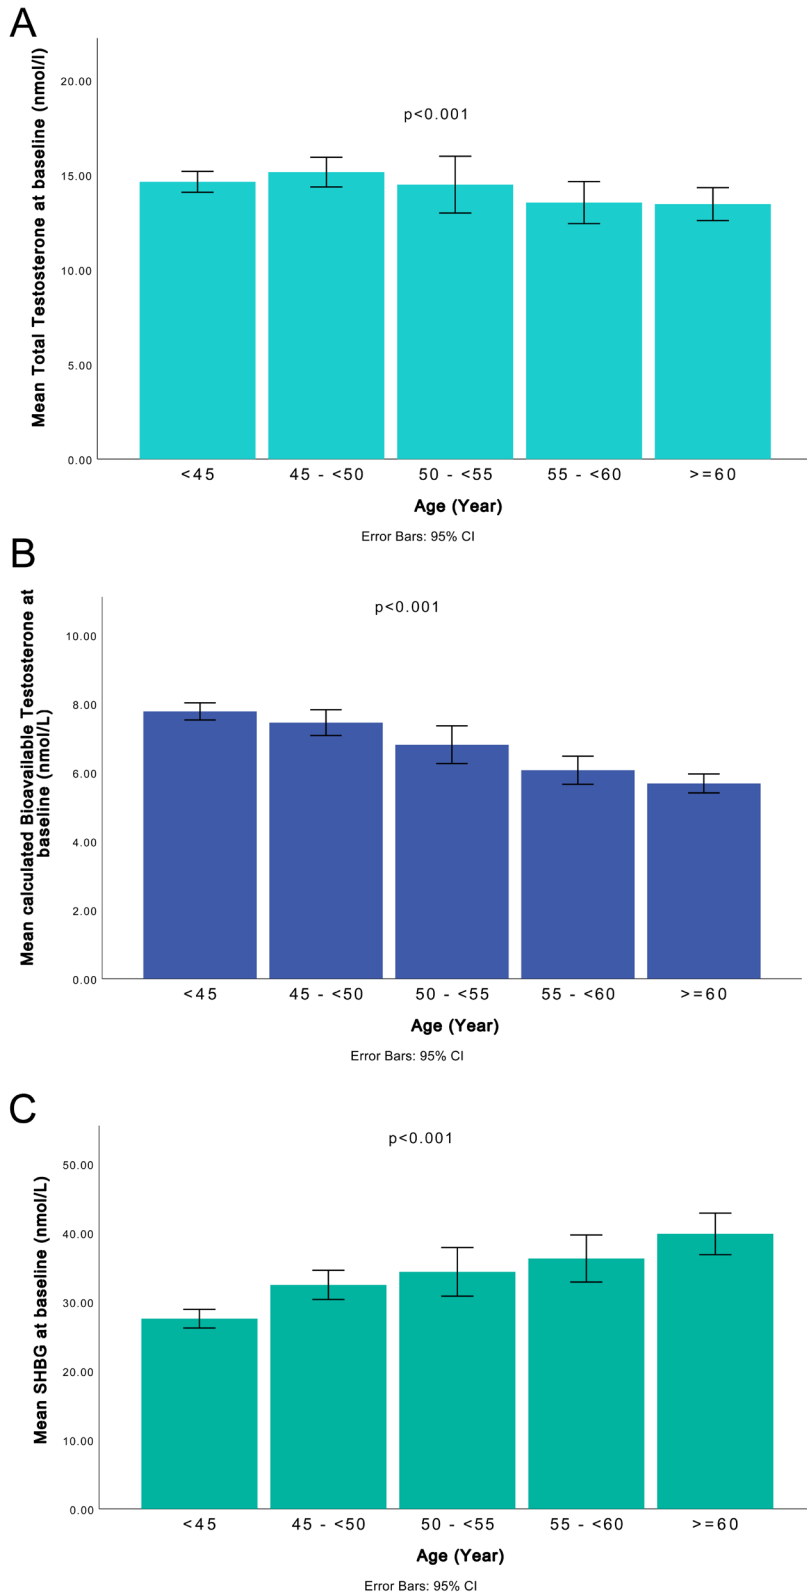 A
Mean Total Testosterone at baseline (nmol/l)
20.00
15.00
10.00
5.00
0.00
p<0.001
<45
45 - <50
50 - <55
55 - <60
>=60
Age (Year)
Error Bars: 95% CI
B
Mean calculated Bioavailable Testosterone at
baseline (nmol/L)
10.00
8.00
6.00
4.00
2.00
0.00
p<0.001
<45
45 - <50
50 - <55
55 - <60
>=60
Age (Year)
Error Bars: 95% CI
C
Mean SHBG at baseline (nmol/L)
50.00
40.00
30.00
20.00
10.00
0.00
p<0.001
<45
45 - <50
50 - <55
55 - <60
>=60
Age (Year)
Error Bars: 95% CI